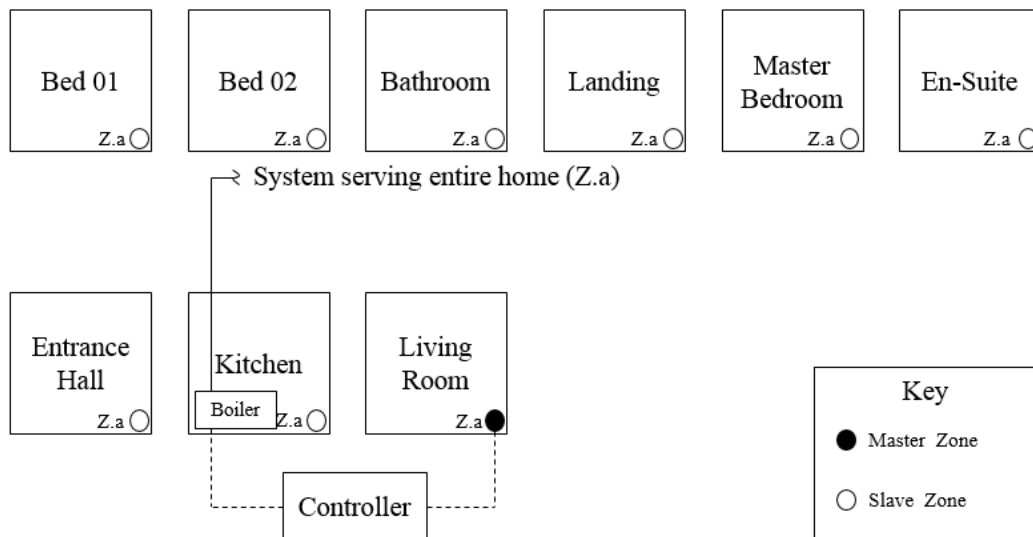 Bed 01
Bed 02
Bathroom
Landing
Master
Bedroom
En-Suite
Z.a
Z.a
Z.a
Z.a
Z.a
Z.a
System serving entire home (Z.a)
Entrance
Hall
Kitchen
Living
Room
Boiler
Z.a
Z.a
Z.a
Controller
Key
Master Zone
Slave Zone